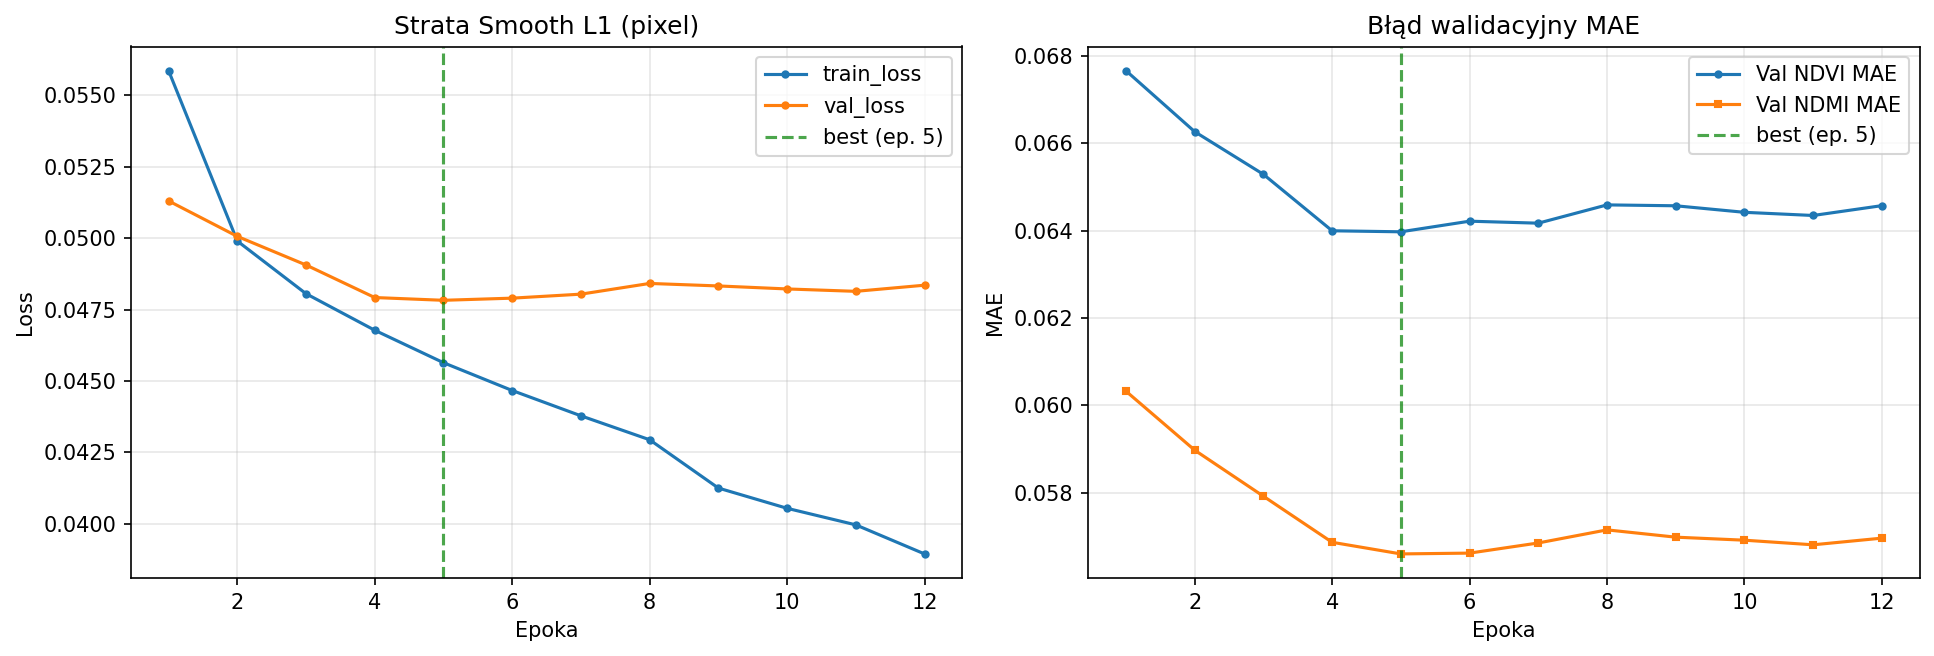 Strata Smooth L1 (pixel)
train_loss
val_loss
best (ep. 5)
0.0550
0.0525
0.0500
0.0475
0.0450
0.0425
0.0400
Loss
2
4
6
8
10
12
Epoka
Błąd walidacyjny MAE
Val NDVI MAE
Val NDMI MAE
best (ep. 5)
0.068
0.066
0.064
0.062
0.060
0.058
MAE
2
4
6
8
10
12
Epoka